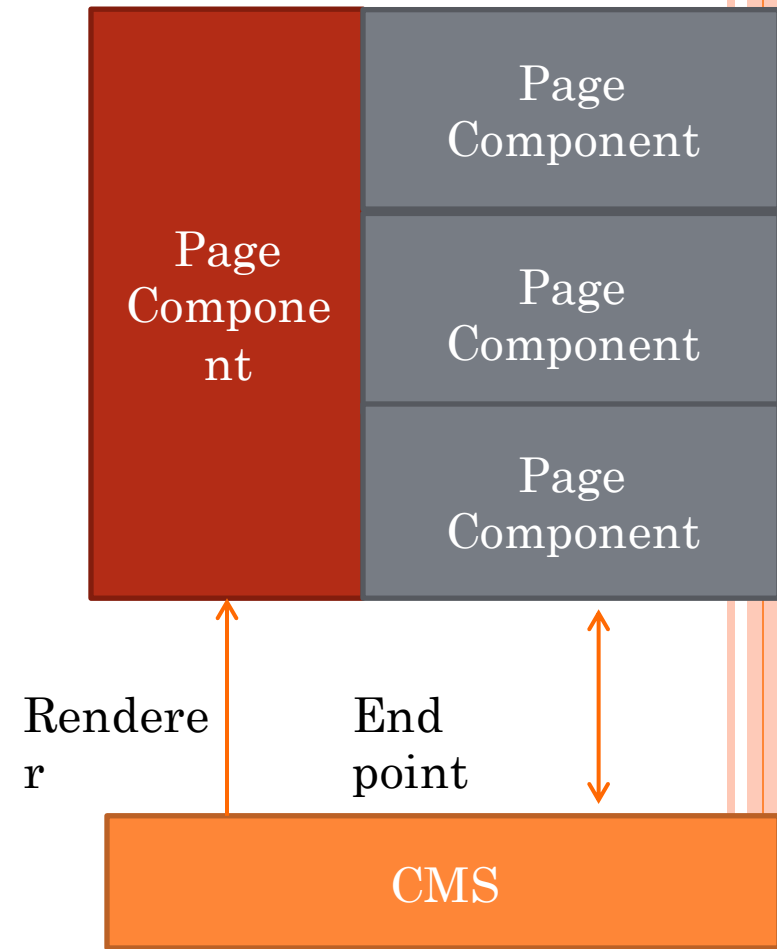 Page
Compone
nt
Page
Component
Page
Component
Page
Component
Rendere
r
End
point
CMS